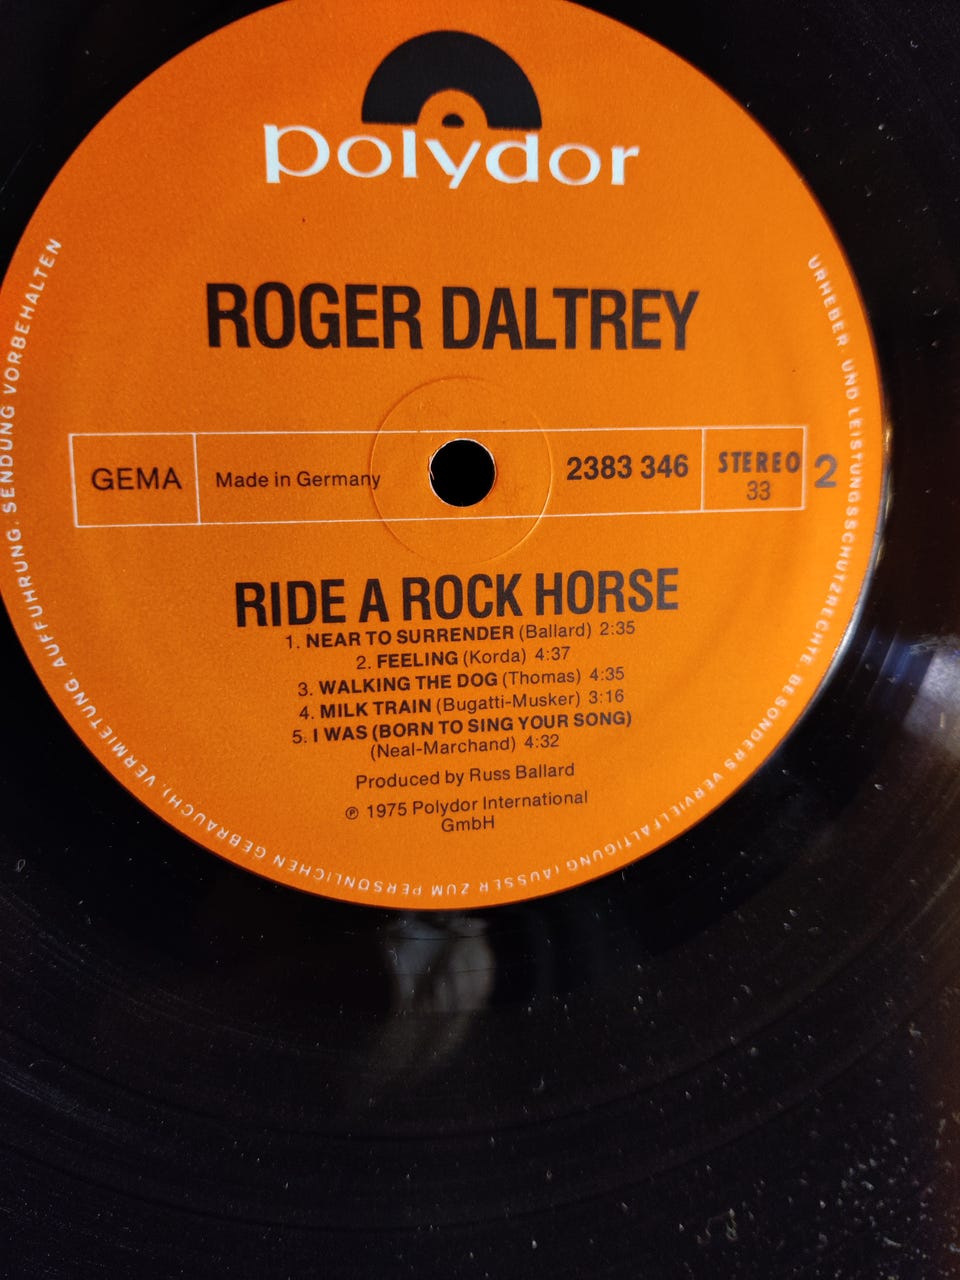 polydor
ROGER DALTREY
GEMA
Made in Germany
2383 346
STEREO
33
2
RIDE A ROCK HORSE
1. NEAR TO SURRENDER (Ballard) 2:35
2. FEELING (Korda) 4:37
3. WALKING THE DOG (Thomas) 4:35
4. MILK TRAIN (Bugatti-Musker) 3:16
5. I WAS (BORN TO SING YOUR SONG)
(Neal-Marchand) 4:32
Produced by Russ Ballard
℗ 1975 Polydor International
GmbH
URHEBER- UND LEISTUNGSSCHUTZRECHTE, BESONDERS VERVIELFÄLTIGUNG (AUSSER ZUM PERSÖNLICHEN GEBRAUCH), VERMIETUNG, AUFFÜHRUNG, SENDUNG VORBEHALTEN